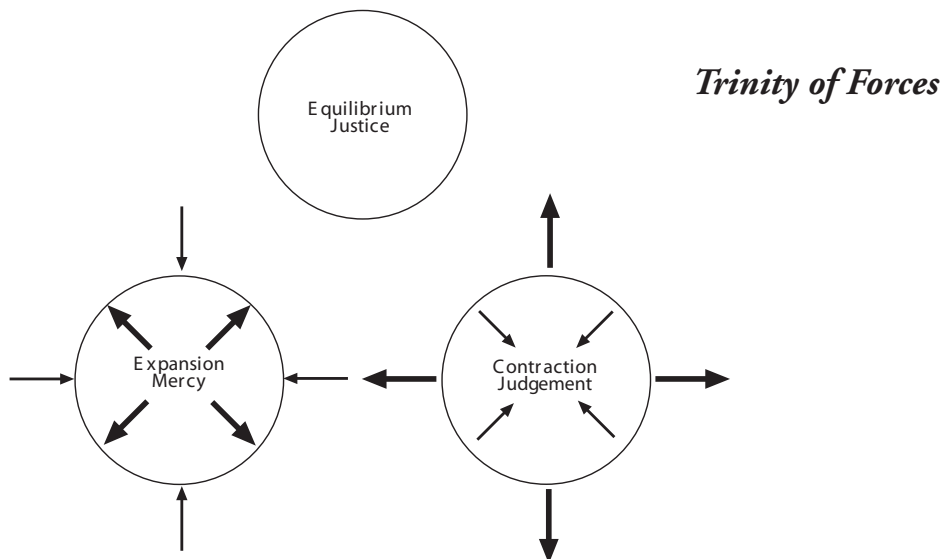 Trinity of Forces
Equilibrium
Justice
Expansion
Mercy
Contraction
Judgement